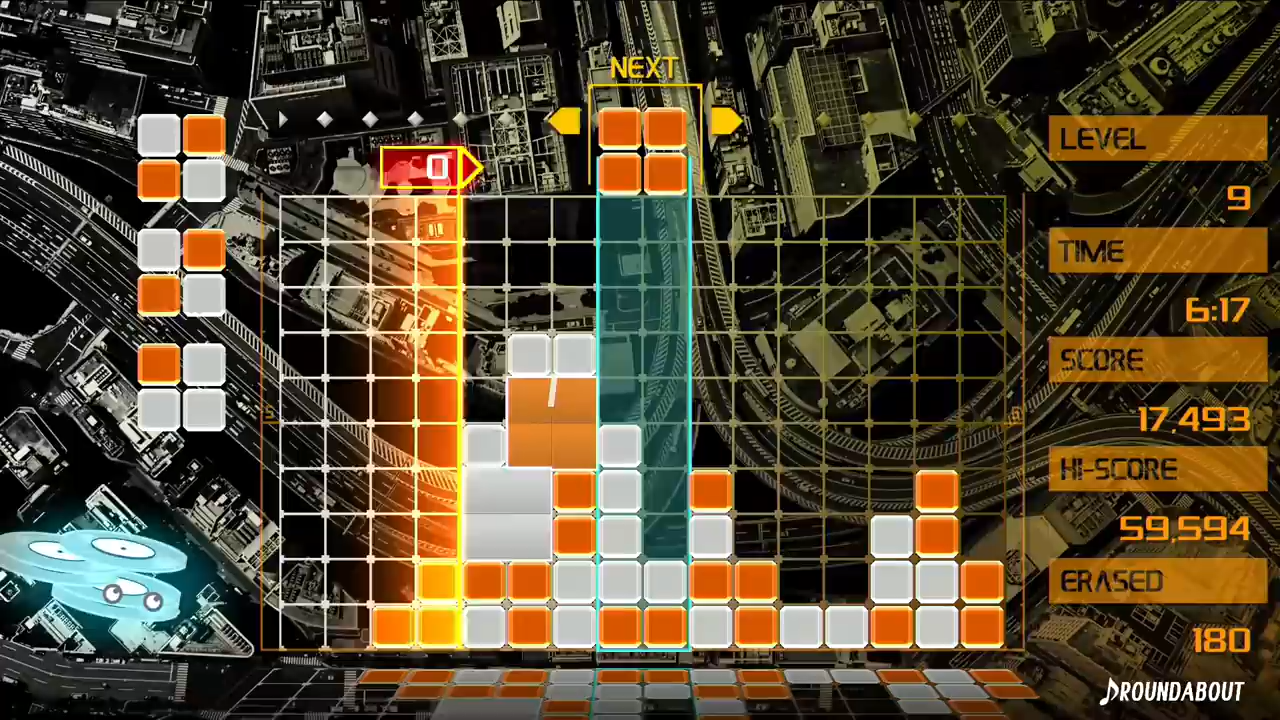 NEXT
0
LEVEL
9
TIME
6:17
SCORE
17,493
HI-SCORE
59,594
ERASED
180
♪ROUNDABOUT